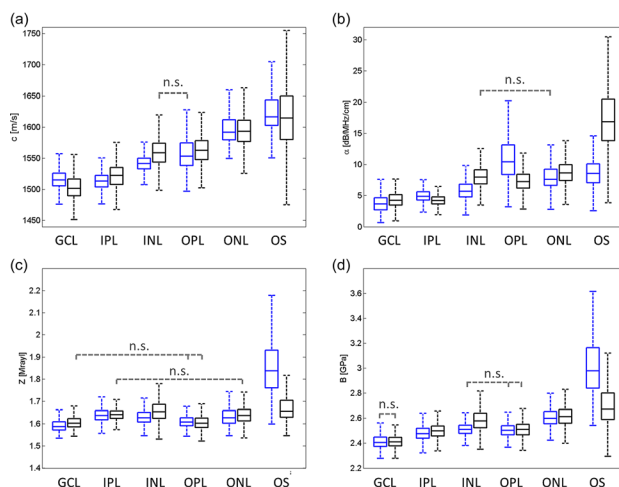 (a)
1750
1700
1650
1600
1550
1500
1450
c [m/s]
n.s.
GCL IPL INL OPL ONL OS
(b)
30
25
20
15
10
5
0
α [dB/MHz/cm]
n.s.
GCL IPL INL OPL ONL OS
(c)
2.2
2.1
2
1.9
1.8
1.7
1.6
1.5
1.4
Z [Mrayl]
n.s.
n.s.
GCL IPL INL OPL ONL OS
(d)
3.6
3.4
3.2
3
2.8
2.6
2.4
2.2
B [GPa]
n.s.
n.s.
GCL IPL INL OPL ONL OS